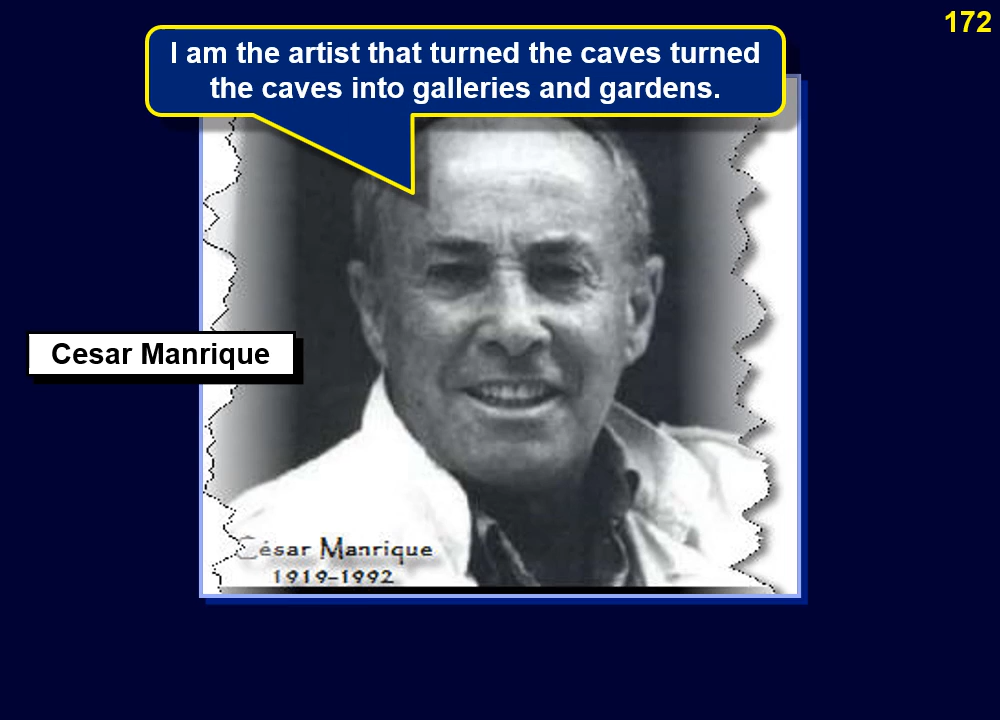 172
I am the artist that turned the caves turned
the caves into galleries and gardens.
Cesar Manrique
César Manrique
1919–1992